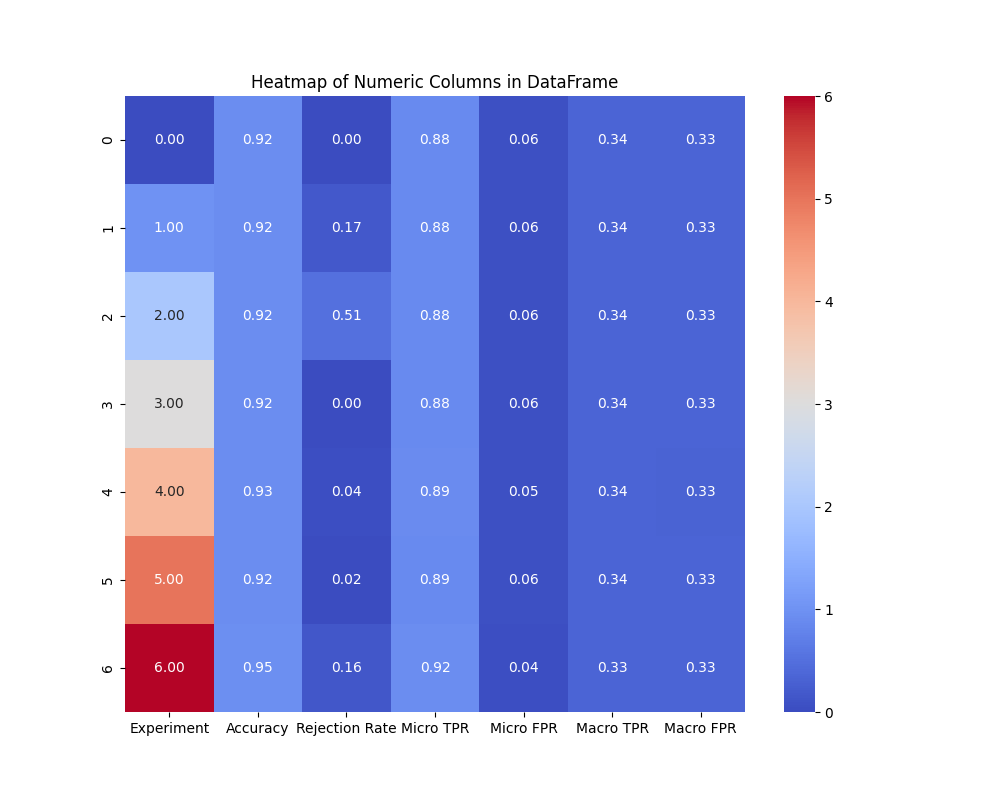 Heatmap of Numeric Columns in DataFrame
0 0.00 0.92 0.00 0.88 0.06 0.34 0.33
1 1.00 0.92 0.17 0.88 0.06 0.34 0.33
2 2.00 0.92 0.51 0.88 0.06 0.34 0.33
3 3.00 0.92 0.00 0.88 0.06 0.34 0.33
4 4.00 0.93 0.04 0.89 0.05 0.34 0.33
5 5.00 0.92 0.02 0.89 0.06 0.34 0.33
6 6.00 0.95 0.16 0.92 0.04 0.33 0.33
Experiment Accuracy Rejection Rate Micro TPR Micro FPR Macro TPR Macro FPR
6
5
4
3
2
1
0